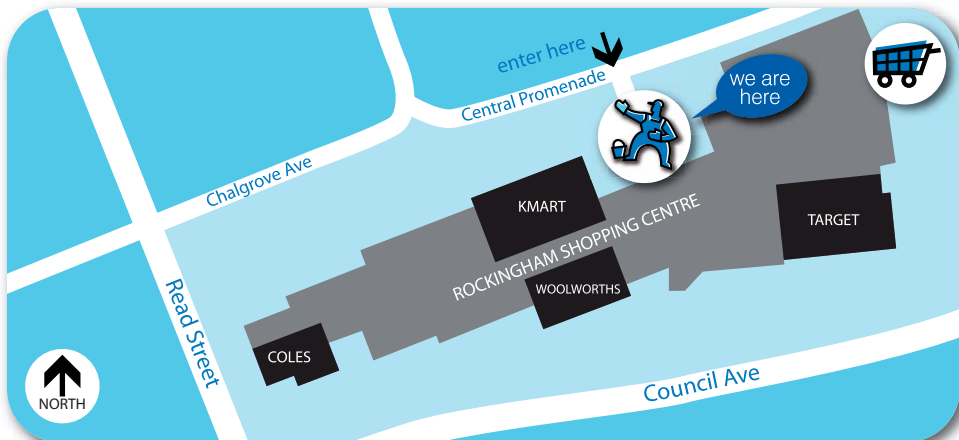 enter here
we are
here
Central Promenade
Chalgrove Ave
KMART
ROCKINGHAM SHOPPING CENTRE
TARGET
WOOLWORTHS
Read Street
COLES
Council Ave
NORTH